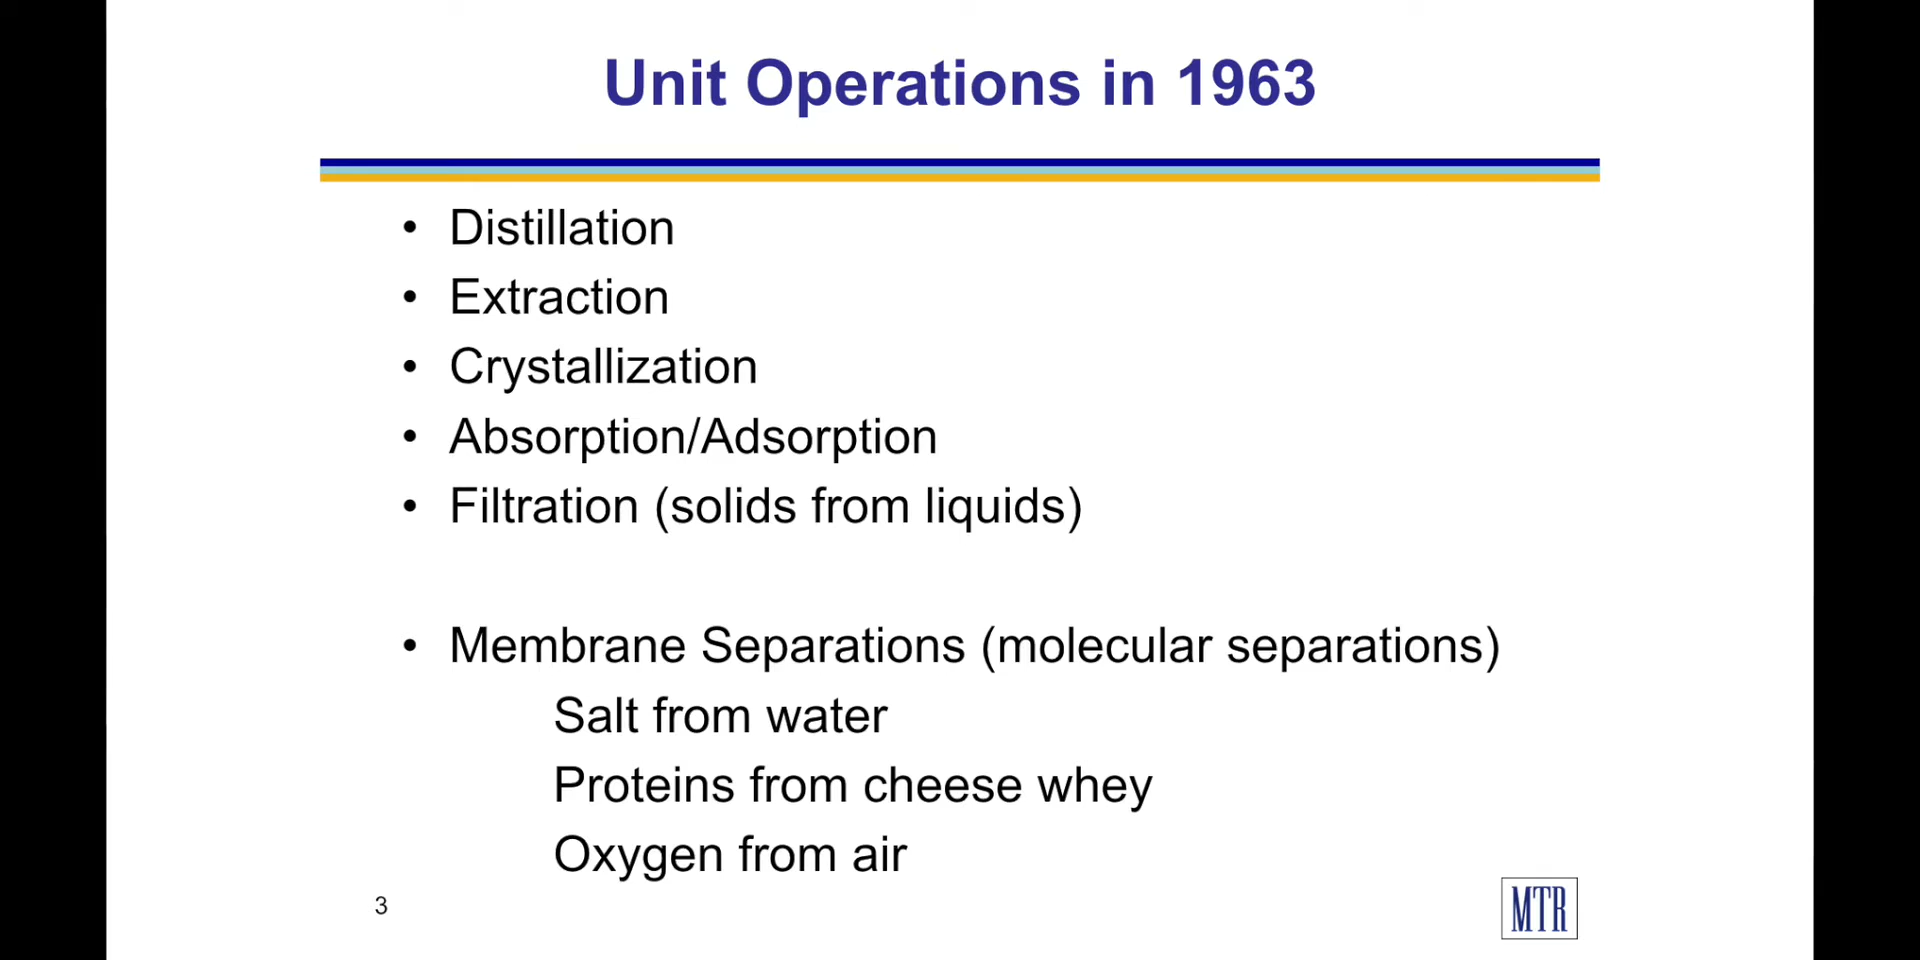 Unit Operations in 1963
• Distillation
• Extraction
• Crystallization
• Absorption/Adsorption
• Filtration (solids from liquids)
• Membrane Separations (molecular separations)
Salt from water
Proteins from cheese whey
Oxygen from air
3
MTR